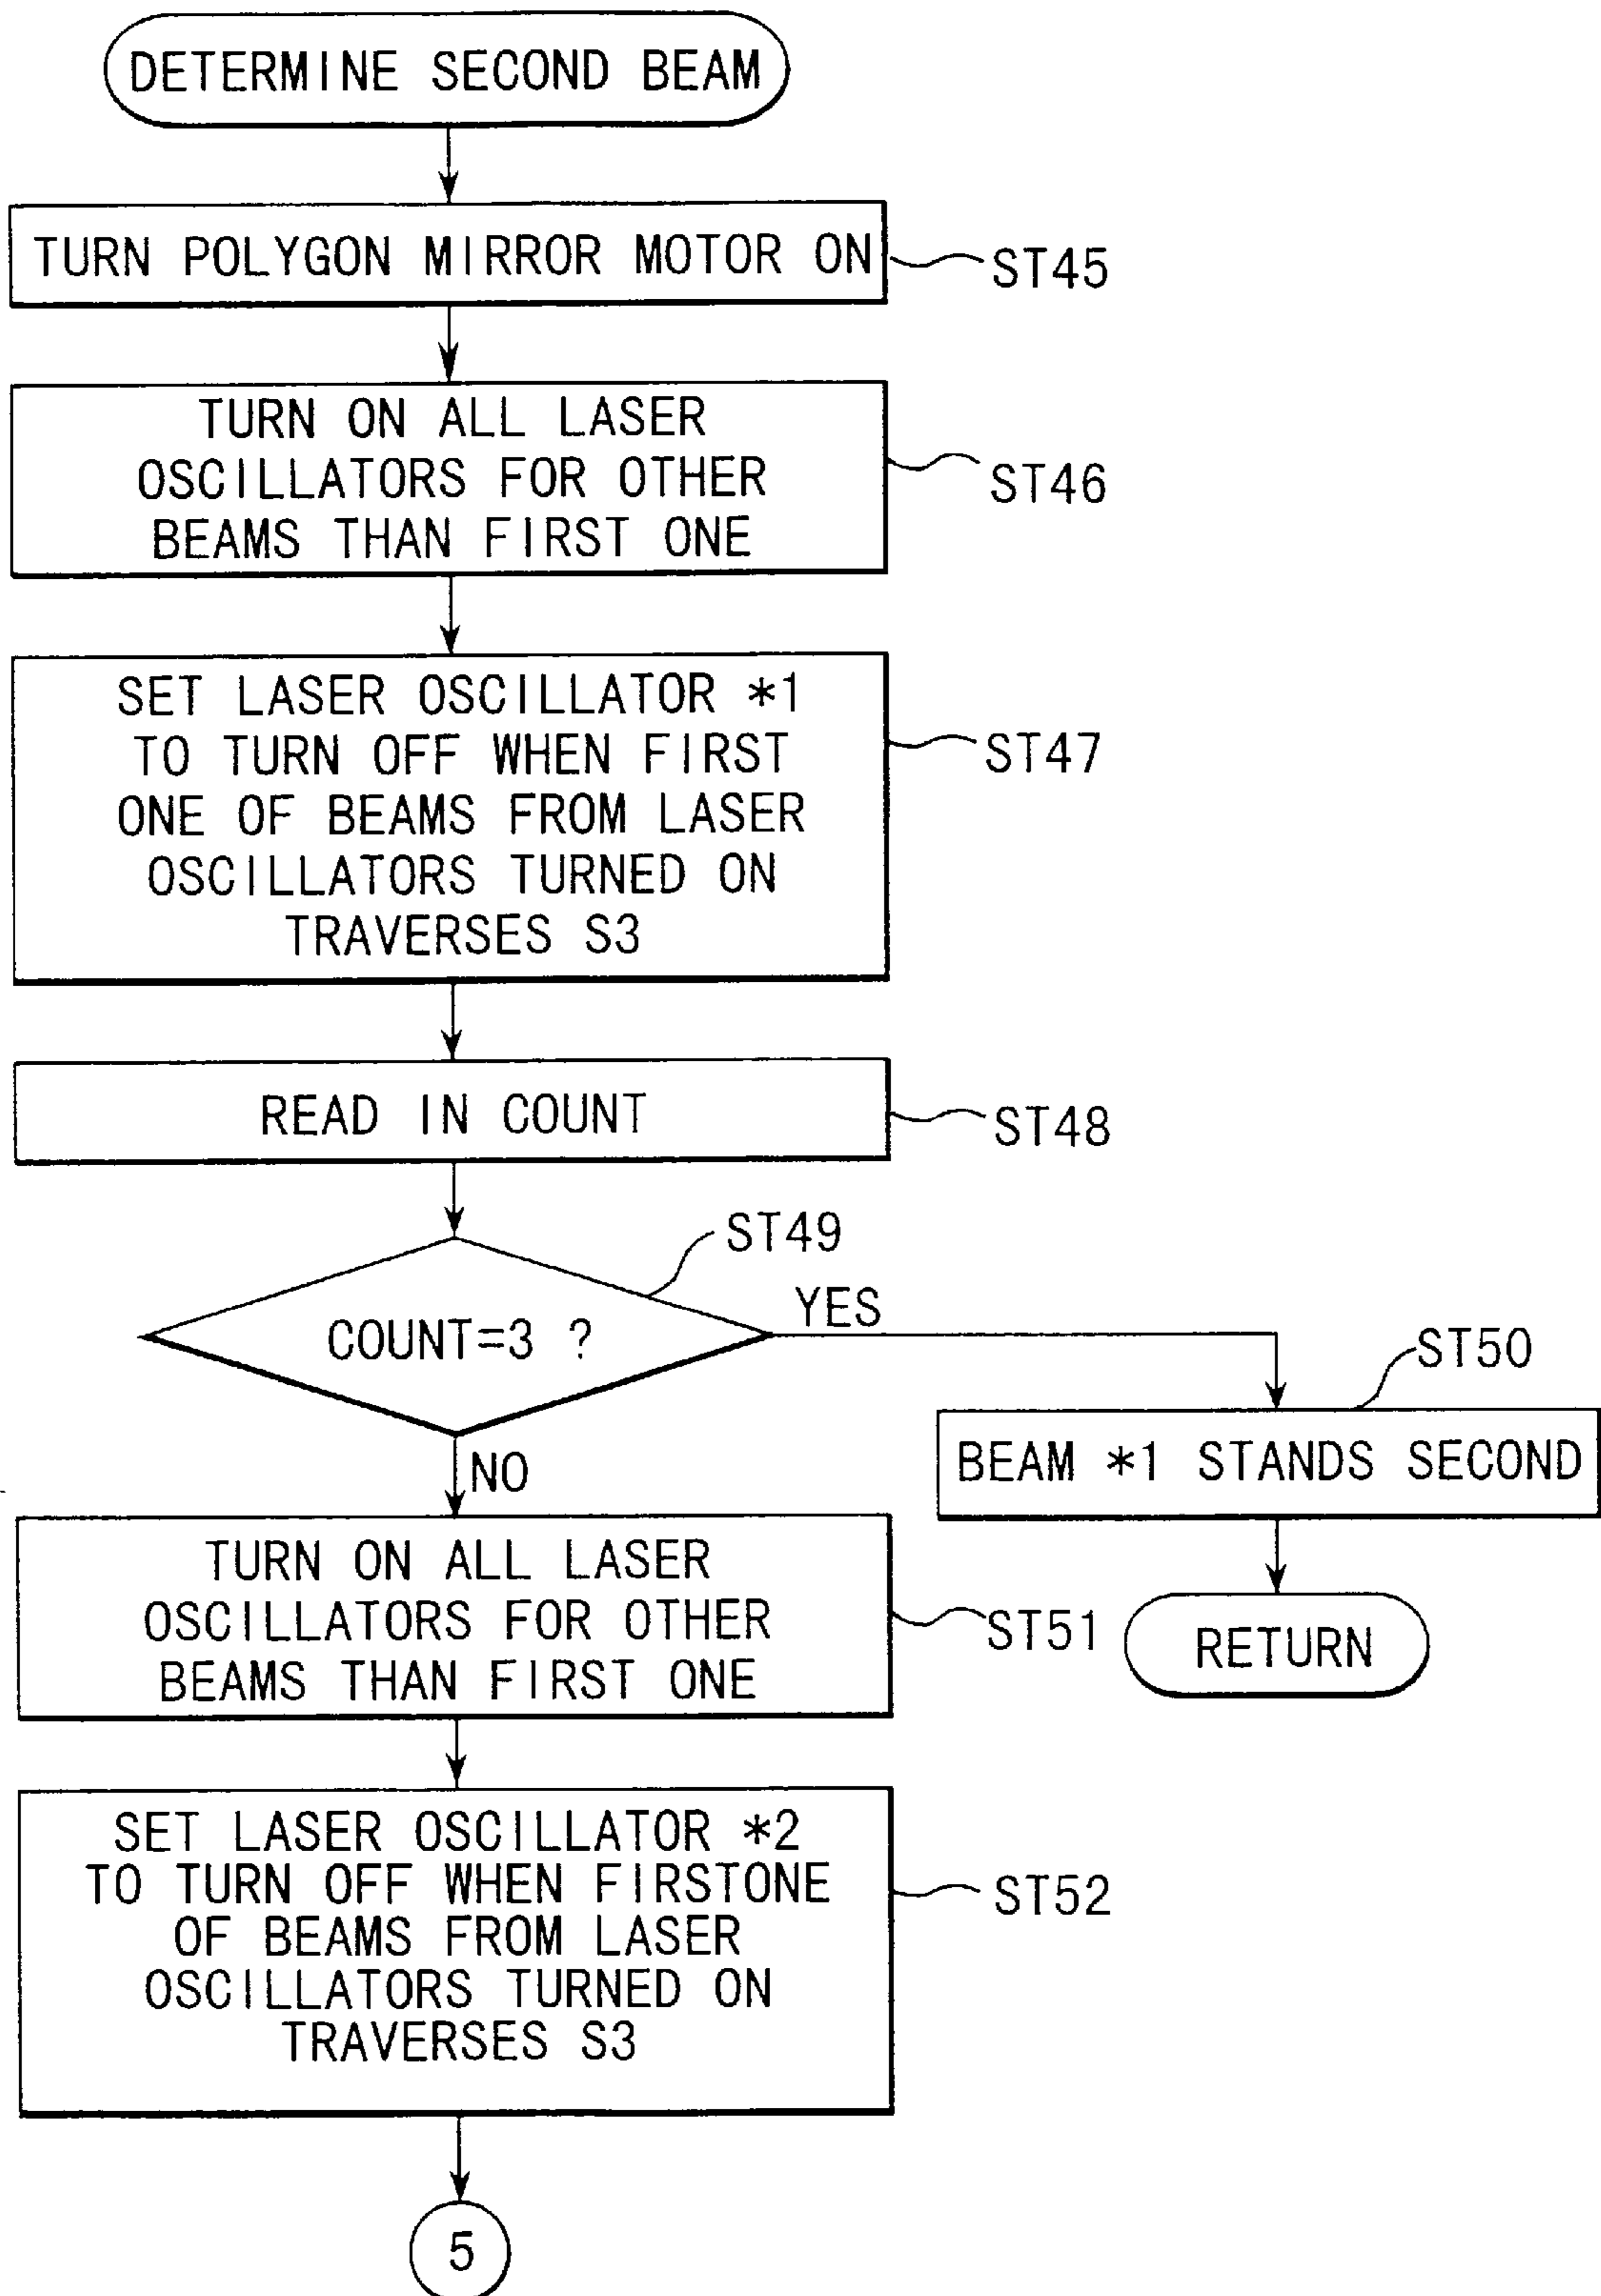 DETERMINE SECOND BEAM
TURN POLYGON MIRROR MOTOR ON
ST45
TURN ON ALL LASER
OSCILLATORS FOR OTHER
BEAMS THAN FIRST ONE
ST46
SET LASER OSCILLATOR *1
TO TURN OFF WHEN FIRST
ONE OF BEAMS FROM LASER
OSCILLATORS TURNED ON
TRAVERSES S3
ST47
READ IN COUNT
ST48
ST49
COUNT=3 ?
YES
ST50
BEAM *1 STANDS SECOND
NO
RETURN
TURN ON ALL LASER
OSCILLATORS FOR OTHER
BEAMS THAN FIRST ONE
ST51
SET LASER OSCILLATOR *2
TO TURN OFF WHEN FIRSTONE
OF BEAMS FROM LASER
OSCILLATORS TURNED ON
TRAVERSES S3
ST52
5